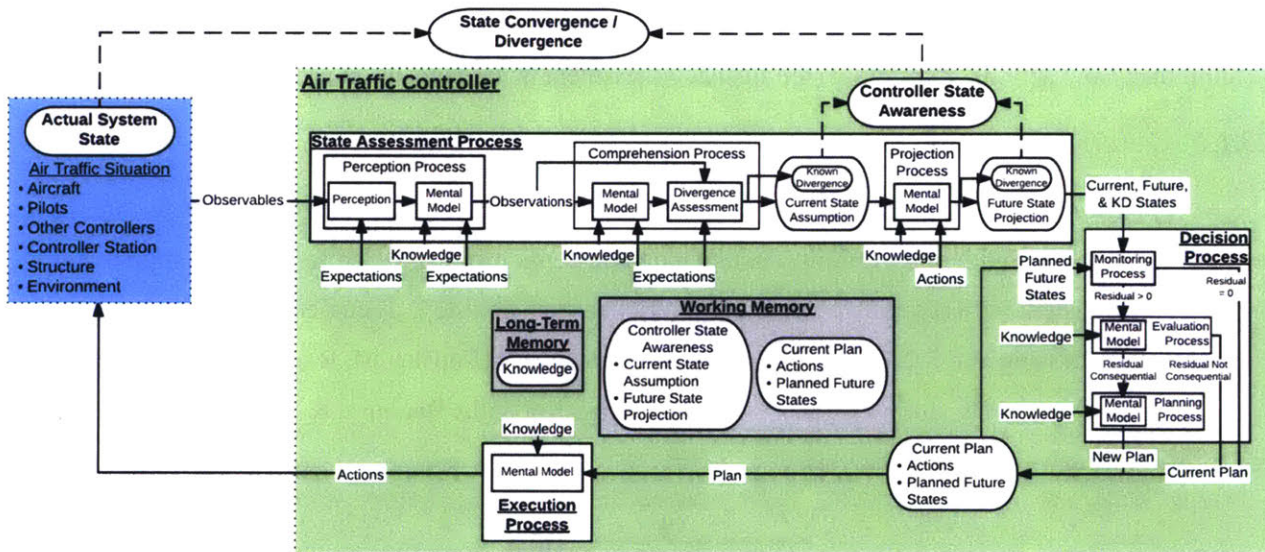 State Convergence /
Divergence
Air Traffic Controller
Controller State
Awareness
Actual System
State
Air Traffic Situation
• Aircraft
• Pilots
• Other Controllers
• Controller Station
• Structure
• Environment
Observables
State Assessment Process
Perception Process
Perception
Mental
Model
Expectations
Knowledge
Expectations
Observations
Comprehension Process
Mental
Model
Divergence
Assessment
Knowledge
Expectations
Known
Divergence
Current State
Assumption
Projection
Process
Mental
Model
Knowledge
Actions
Known
Divergence
Future State
Projection
Current, Future,
& KD States
Decision
Process
Planned
Future
States
Monitoring
Process
Residual
= 0
Residual > 0
Knowledge
Mental
Model
Evaluation
Process
Residual
Consequential
Residual Not
Consequential
Knowledge
Mental
Model
Planning
Process
New Plan
Current Plan
Long-Term
Memory
Knowledge
Working Memory
Controller State
Awareness
• Current State
Assumption
• Future State
Projection
Current Plan
• Actions
• Planned Future
States
Current Plan
• Actions
• Planned Future
States
Plan
Knowledge
Mental Model
Execution
Process
Actions